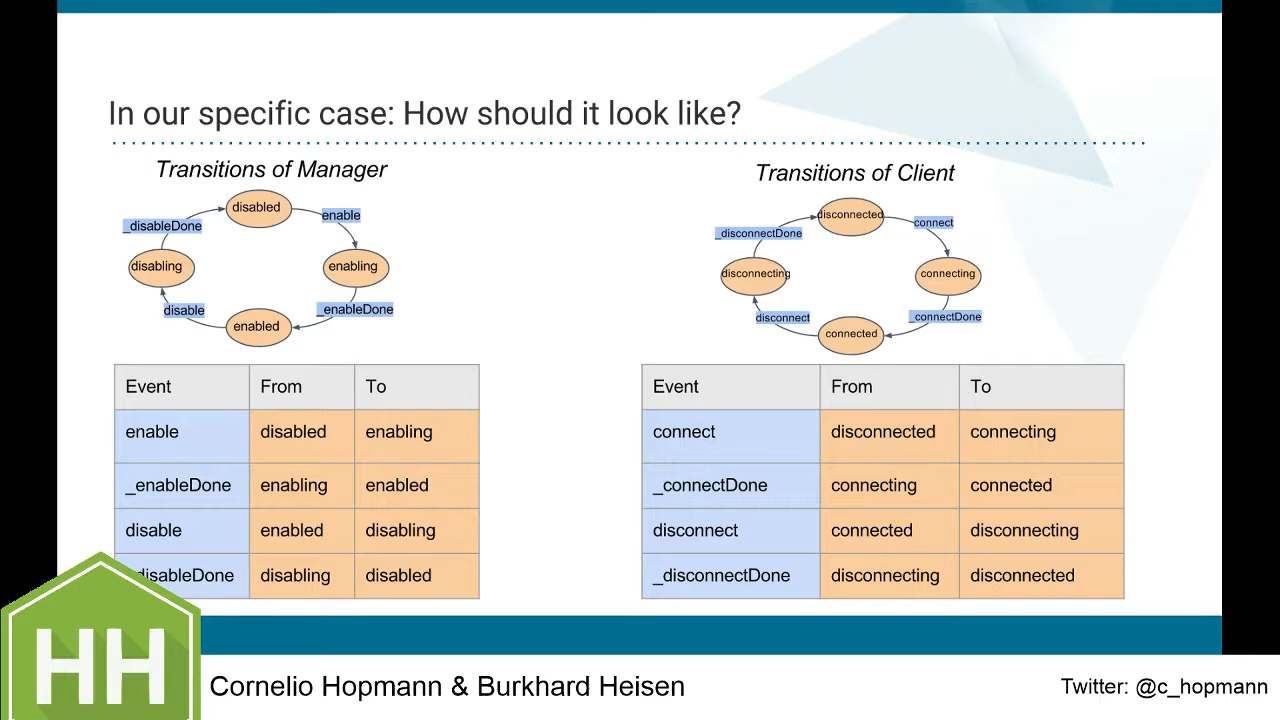 In our specific case: How should it look like?
Transitions of Manager
disabled
_disableDone
enable
disabling
enabling
disable
_enableDone
enabled
Transitions of Client
disconnected
connect
_disconnectDone
disconnecting
connecting
disconnect
_connectDone
connected
Event From To
enable disabled enabling
_enableDone enabling enabled
disable enabled disabling
disableDone disabling disabled
Event From To
connect disconnected connecting
_connectDone connecting connected
disconnect connected disconnecting
_disconnectDone disconnecting disconnected
HH
Cornelio Hopmann & Burkhard Heisen
Twitter: @c_hopmann